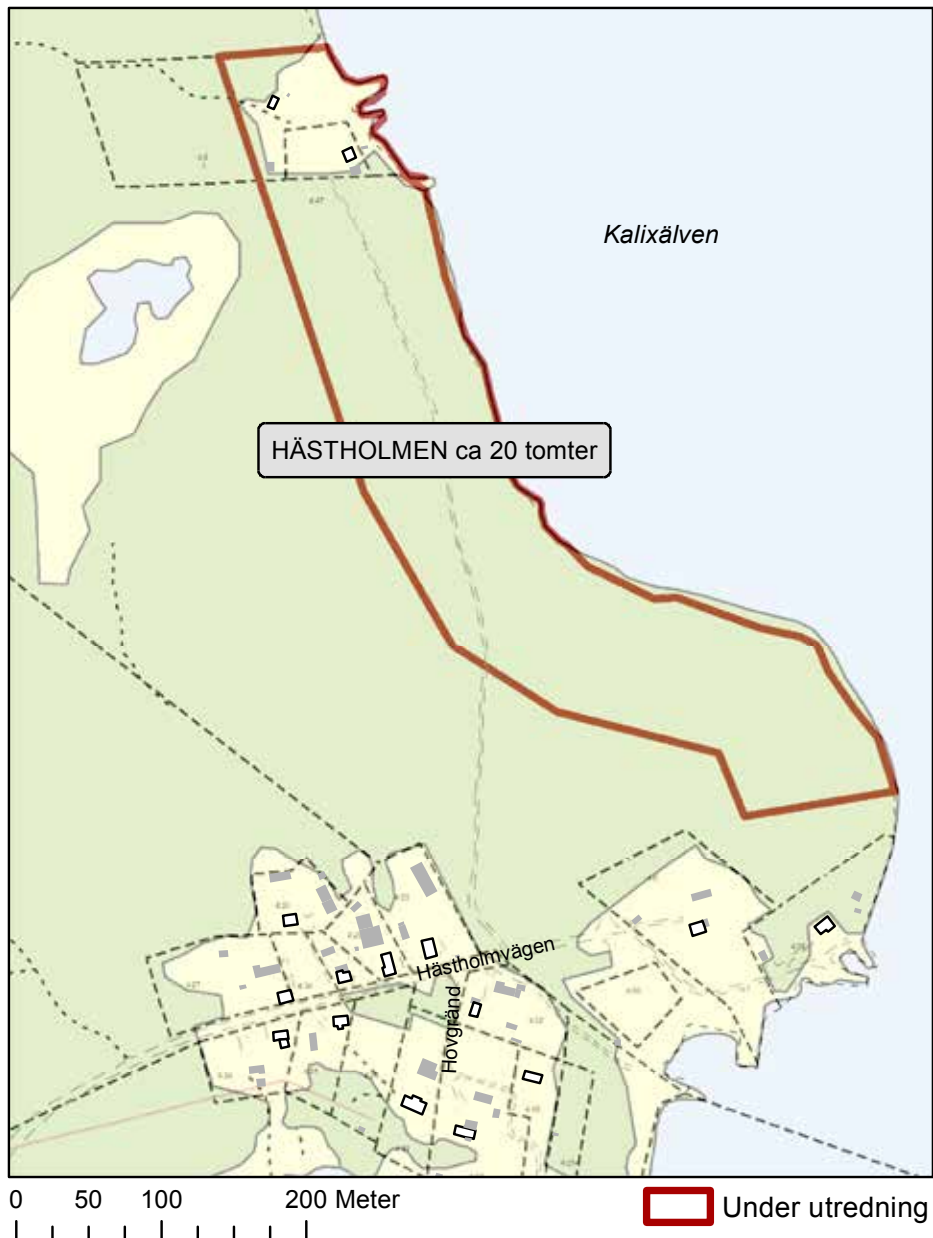 Kalixälven
HÄSTHOLMEN ca 20 tomter
Hästholmvägen
Hovgränd
0 50 100 200 Meter
Under utredning